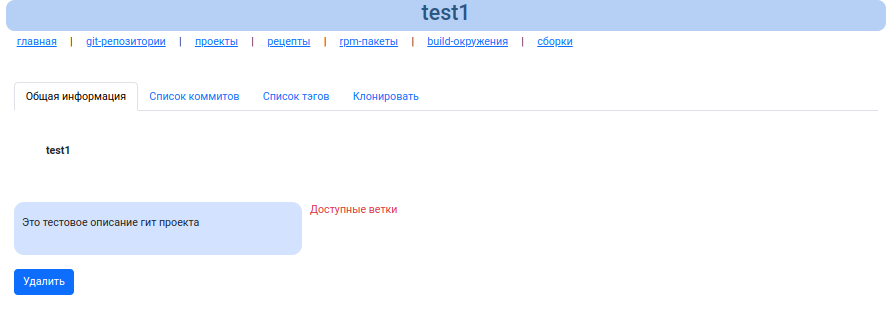 test1
главная | git-репозитории | проекты | рецепты | rpm-пакеты | build-окружения | сборки
Общая информация Список коммитов Список тэгов Клонировать
test1
Это тестовое описание гит проекта
Доступные ветки
Удалить